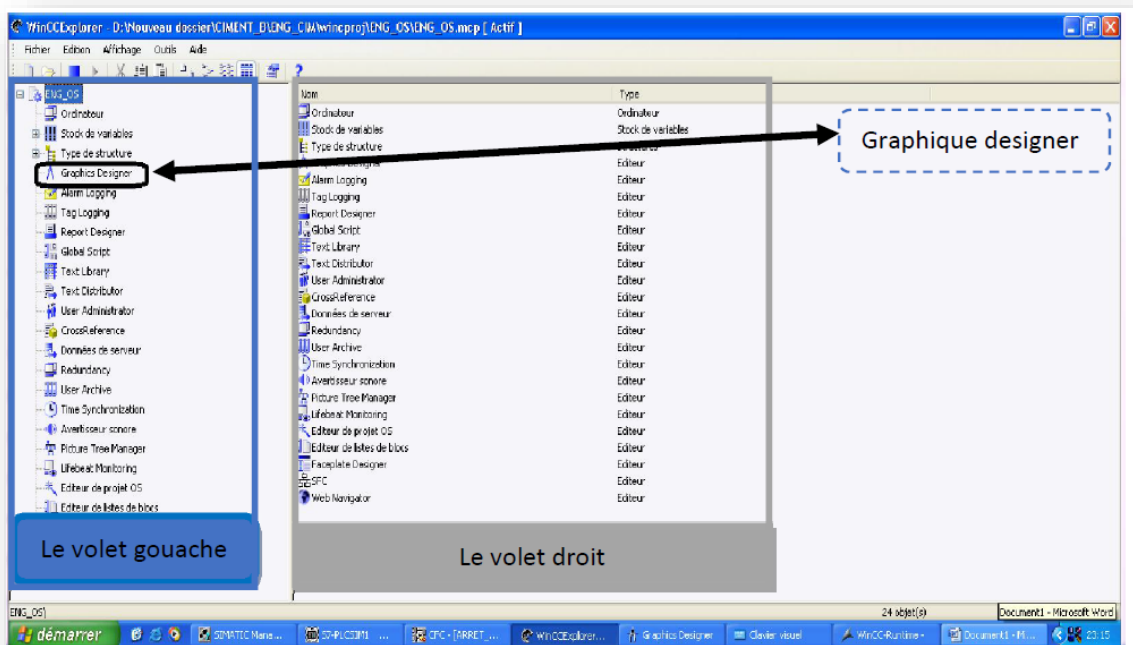 WinCCExplorer - D:\Nouveau dossier\CIMENT_B\ENG_CIM\wincproj\ENG_OS\ENG_OS.mcp [ Actif ]
Fichier Edition Affichage Outils Aide
ENG_OS
Ordinateur
Stock de variables
Type de structure
Graphics Designer
Alarm Logging
Tag Logging
Report Designer
Global Script
Text Library
Text Distributor
User Administrator
CrossReference
Données de serveur
Redundancy
User Archive
Time Synchronization
Avertisseur sonore
Picture Tree Manager
Lifebeat Monitoring
Editeur de projet OS
Editeur de listes de blocs
Le volet gouache
Nom Type
Ordinateur Ordinateur
Stock de variables Stock de variables
Type de structure
Editeur
Alarm Logging Editeur
Tag Logging Editeur
Report Designer Editeur
Global Script Editeur
Text Library Editeur
Text Distributor Editeur
User Administrator Editeur
CrossReference Editeur
Données de serveur Editeur
Redundancy Editeur
User Archive Editeur
Time Synchronization Editeur
Avertisseur sonore Editeur
Picture Tree Manager Editeur
Lifebeat Monitoring Editeur
Editeur de projet OS Editeur
Editeur de listes de blocs Editeur
Faceplate Designer Editeur
SFC Editeur
Web Navigator Editeur
Le volet droit
Graphique designer
ENG_OS\ 24 objet(s) Document1 - Microsoft Word
démarrer SIMATIC Mana... S7-PLCSIM1 ... CFC - [ARRET_... WinCCExplorer... Graphics Designer Clavier visuel WinCC-Runtime - Document1 - M... 23:15